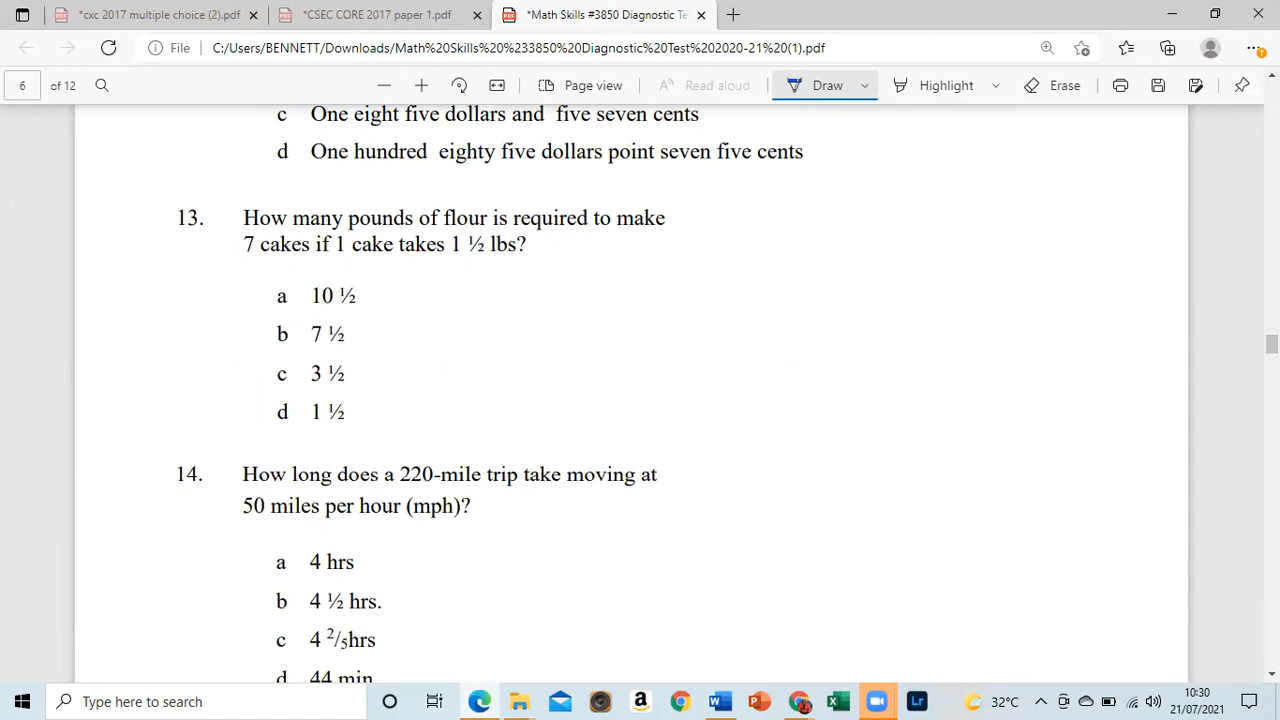 *cxc 2017 multiple choice (2).pdf
*CSEC CORE 2017 paper 1.pdf
*Math Skills #3850 Diagnostic Te
File
C:/Users/BENNETT/Downloads/Math%20Skills%20%233850%20Diagnostic%20Test%202020-21%20(1).pdf
6 of 12
Page view
Read aloud
Draw
Highlight
Erase
c One eight five dollars and five seven cents
d One hundred eighty five dollars point seven five cents
13. How many pounds of flour is required to make
7 cakes if 1 cake takes 1 ½ lbs?
a 10 ½
b 7 ½
c 3 ½
d 1 ½
14. How long does a 220-mile trip take moving at
50 miles per hour (mph)?
a 4 hrs
b 4 ½ hrs.
c 4 2/5hrs
d 44 min
Type here to search
Lr
32°C
10:30
21/07/2021